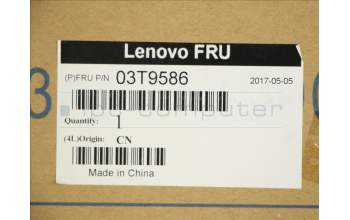 Lenovo FRU
(P)FRU P/N 03T9586 2017-05-05
Quantity: 1
(4L)Origin: CN
Made in China